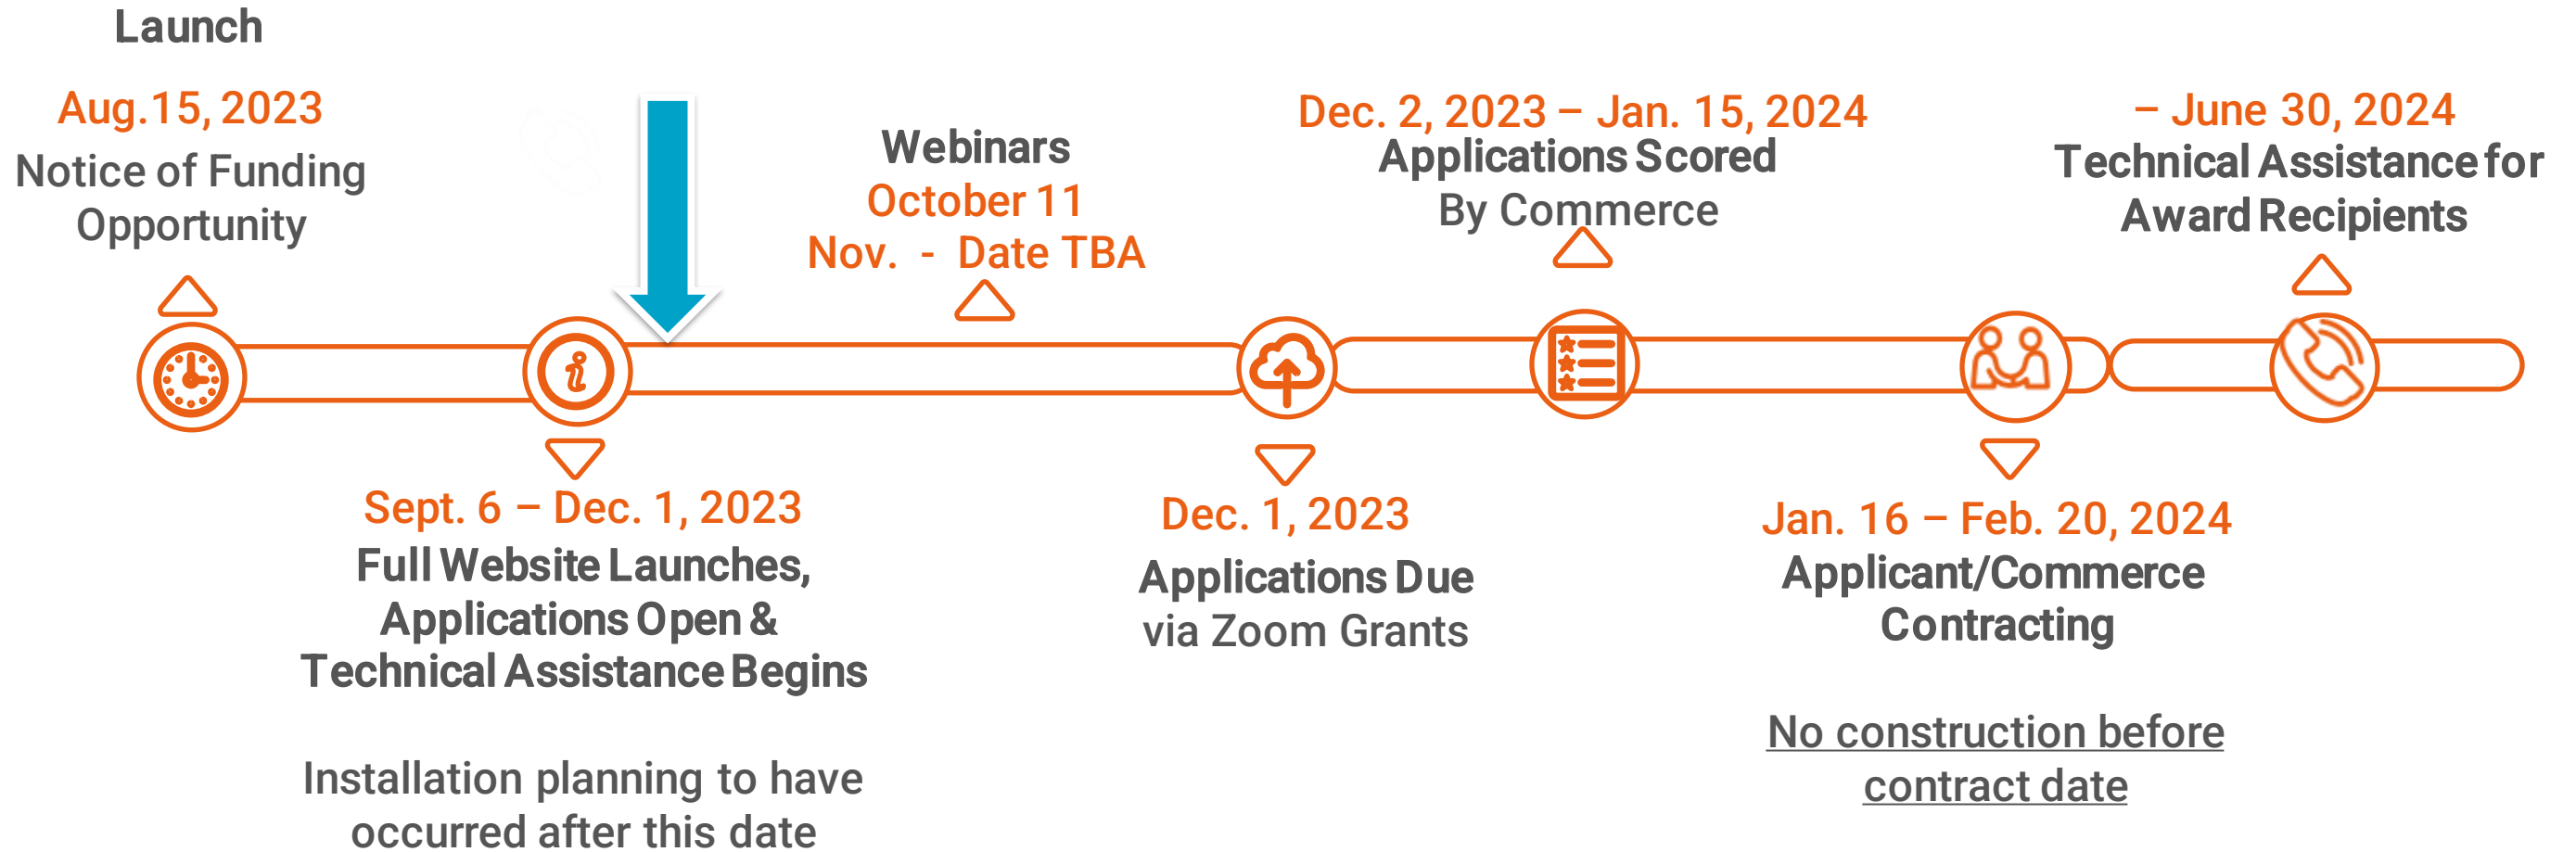 Launch
Aug.15, 2023
Notice of Funding
Opportunity
Sept. 6 – Dec. 1, 2023
Full Website Launches,
Applications Open &
Technical Assistance Begins
Installation planning to have
occurred after this date
Webinars
October 11
Nov. - Date TBA
Dec. 1, 2023
Applications Due
via Zoom Grants
Dec. 2, 2023 – Jan. 15, 2024
Applications Scored
By Commerce
Jan. 16 – Feb. 20, 2024
Applicant/Commerce
Contracting
No construction before
contract date
– June 30, 2024
Technical Assistance for
Award Recipients